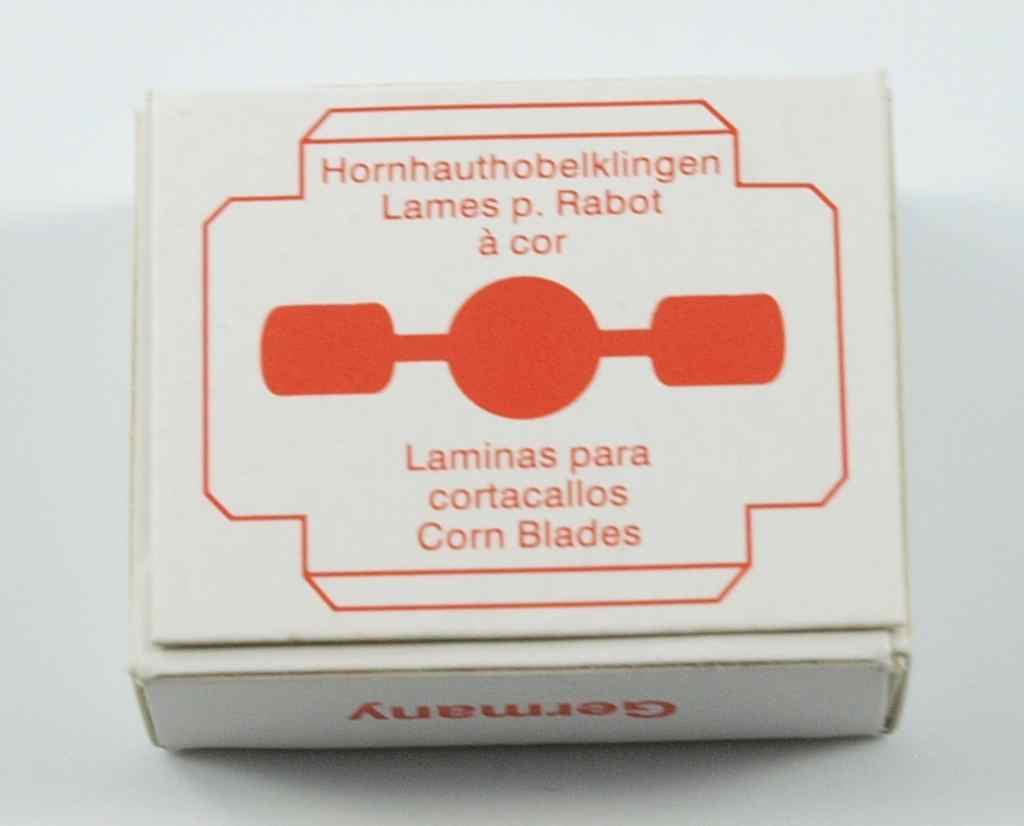 Hornhauthobelklingen
Lames p. Rabot
à cor
Laminas para
cortacallos
Corn Blades
Germany